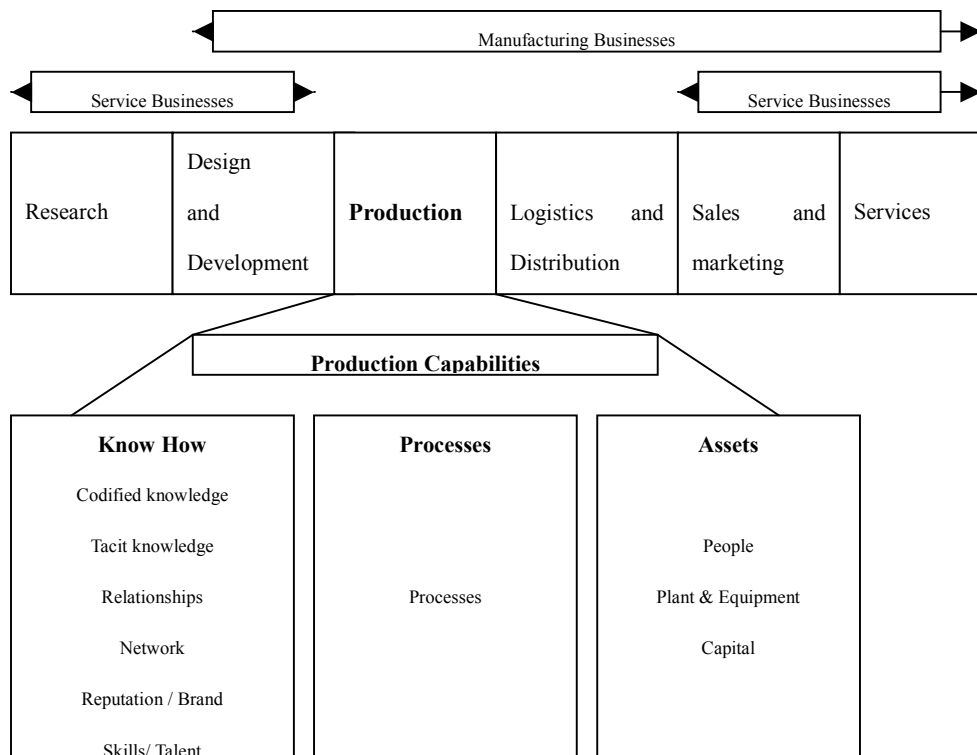 Manufacturing Businesses
Service Businesses
Service Businesses
Research
Design
and
Development
Production
Logistics and
Distribution
Sales and
marketing
Services
Production Capabilities
Know How
Codified knowledge
Tacit knowledge
Relationships
Network
Reputation / Brand
Skills/ Talent
Processes
Processes
Assets
People
Plant & Equipment
Capital